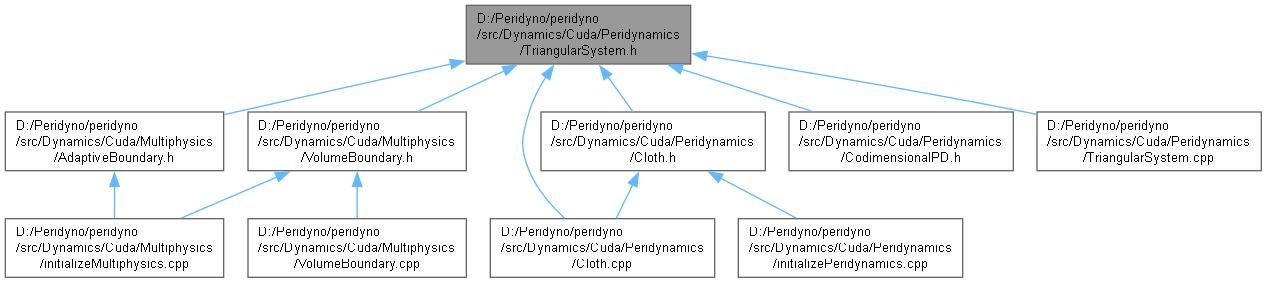 D:/Peridyno/peridyno
/src/Dynamics/Cuda/Peridynamics
/TriangularSystem.h
D:/Peridyno/peridyno
/src/Dynamics/Cuda/Multiphysics
/AdaptiveBoundary.h
D:/Peridyno/peridyno
/src/Dynamics/Cuda/Multiphysics
/VolumeBoundary.h
D:/Peridyno/peridyno
/src/Dynamics/Cuda/Peridynamics
/Cloth.h
D:/Peridyno/peridyno
/src/Dynamics/Cuda/Peridynamics
/CodimensionalPD.h
D:/Peridyno/peridyno
/src/Dynamics/Cuda/Peridynamics
/TriangularSystem.cpp
D:/Peridyno/peridyno
/src/Dynamics/Cuda/Multiphysics
/initializeMultiphysics.cpp
D:/Peridyno/peridyno
/src/Dynamics/Cuda/Multiphysics
/VolumeBoundary.cpp
D:/Peridyno/peridyno
/src/Dynamics/Cuda/Peridynamics
/Cloth.cpp
D:/Peridyno/peridyno
/src/Dynamics/Cuda/Peridynamics
/initializePeridynamics.cpp